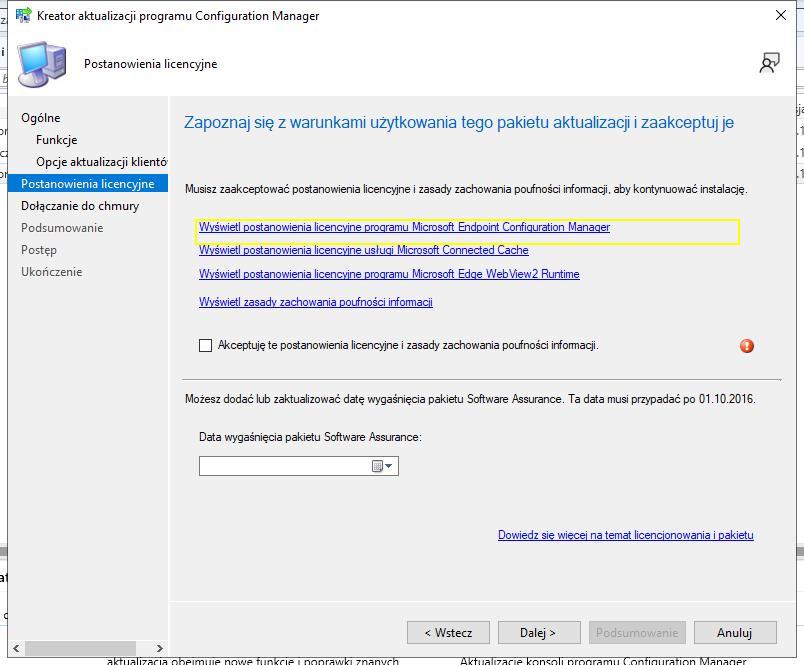 Kreator aktualizacji programu Configuration Manager
Postanowienia licencyjne
Ogólne
Funkcje
Opcje aktualizacji klientó
Postanowienia licencyjne
Dołączanie do chmury
Podsumowanie
Postęp
Ukończenie
Zapoznaj się z warunkami użytkowania tego pakietu aktualizacji i zaakceptuj je
Musisz zaakceptować postanowienia licencyjne i zasady zachowania poufności informacji, aby kontynuować instalację.
Wyświetl postanowienia licencyjne programu Microsoft Endpoint Configuration Manager
Wyświetl postanowienia licencyjne usługi Microsoft Connected Cache
Wyświetl postanowienia licencyjne programu Microsoft Edge WebView2 Runtime
Wyświetl zasady zachowania poufności informacji
Akceptuję te postanowienia licencyjne i zasady zachowania poufności informacji.
Możesz dodać lub zaktualizować datę wygaśnięcia pakietu Software Assurance. Ta data musi przypadać po 01.10.2016.
Data wygaśnięcia pakietu Software Assurance:
Dowiedz się więcej na temat licencjonowania i pakietu
< Wstecz
Dalej >
Podsumowanie
Anuluj
aktualizacja obejmuje nowe funkcje i poprawki znanych
Aktualizacje konsoli programu Configuration Manager